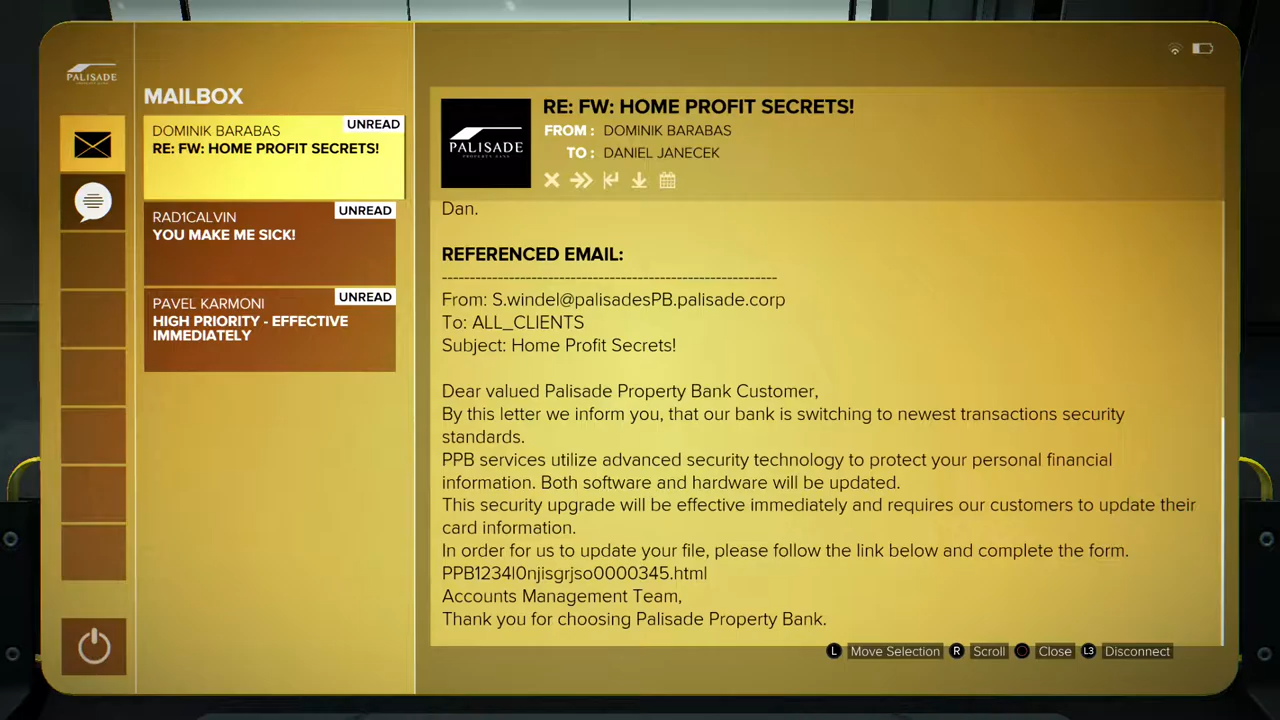 PALISADE
MAILBOX
DOMINIK BARABAS
UNREAD
RE: FW: HOME PROFIT SECRETS!
RAD1CALVIN
UNREAD
YOU MAKE ME SICK!
PAVEL KARMONI
UNREAD
HIGH PRIORITY - EFFECTIVE
IMMEDIATELY
PALISADE
PROPERTY BANK
RE: FW: HOME PROFIT SECRETS!
FROM : DOMINIK BARABAS
TO : DANIEL JANECEK
Dan.
REFERENCED EMAIL:
----------------------------------------------------------
From: S.windel@palisadesPB.palisade.corp
To: ALL_CLIENTS
Subject: Home Profit Secrets!
Dear valued Palisade Property Bank Customer,
By this letter we inform you, that our bank is switching to newest transactions security
standards.
PPB services utilize advanced security technology to protect your personal financial
information. Both software and hardware will be updated.
This security upgrade will be effective immediately and requires our customers to update their
card information.
In order for us to update your file, please follow the link below and complete the form.
PPB1234l0njisgrjso0000345.html
Accounts Management Team,
Thank you for choosing Palisade Property Bank.
L Move Selection R Scroll Close L3 Disconnect